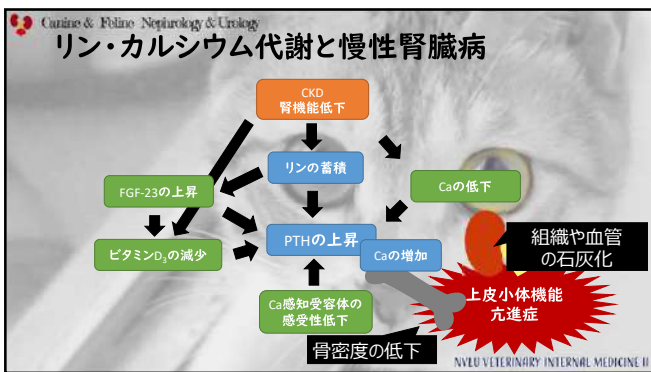 Canine & Feline Nephrology & Urology
リン・カルシウム代謝と慢性腎臓病
CKD
腎機能低下
リンの蓄積
Caの低下
FGF-23の上昇
PTHの上昇
Caの増加
ビタミンD₃の減少
組織や血管
の石灰化
Ca感知受容体の
感受性低下
上皮小体機能
亢進症
骨密度の低下
NVLU VETERINARY INTERNAL MEDICINE II